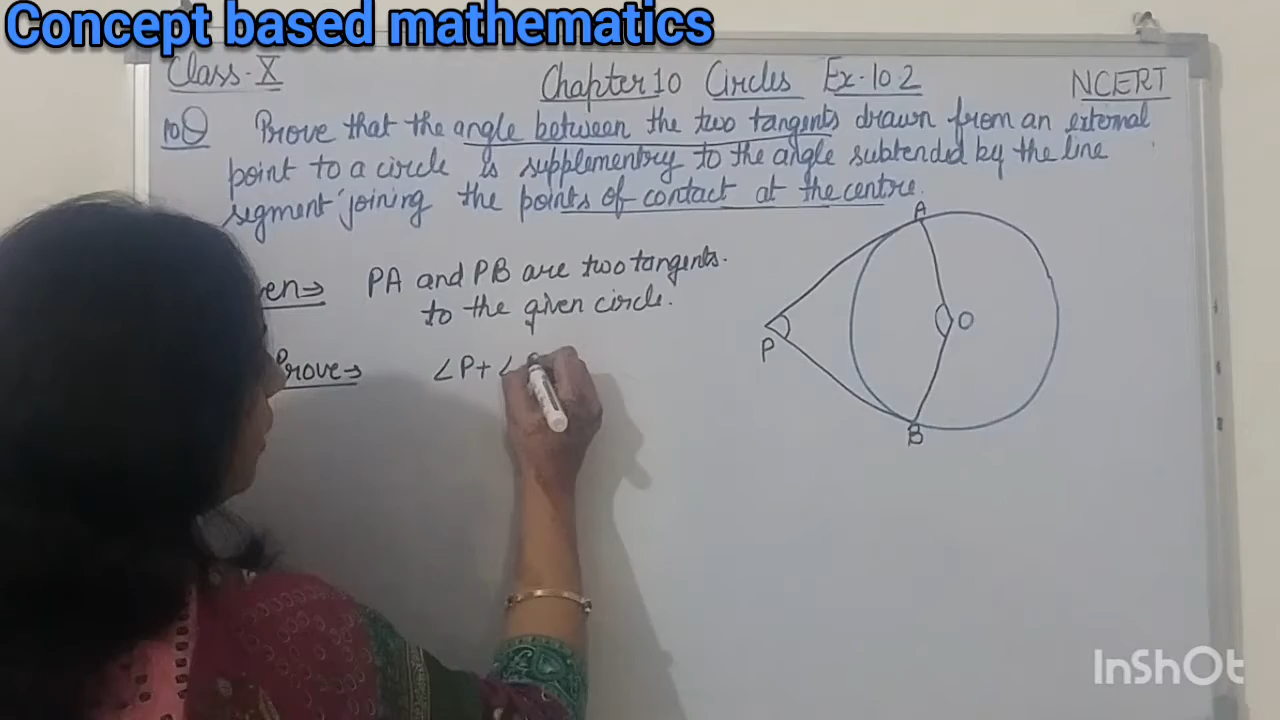 Concept based mathematics
Class-X Chapter 10 Circles Ex-10.2 NCERT
10Q Prove that the angle between the two tangents drawn from an external
point to a circle is supplementry to the angle subtended by the line
segment joining the points of contact at the centre.
A
PA and PB are two tangents.
to the given circle.
O
P
Prove→ ∠P+∠
B
InShOt